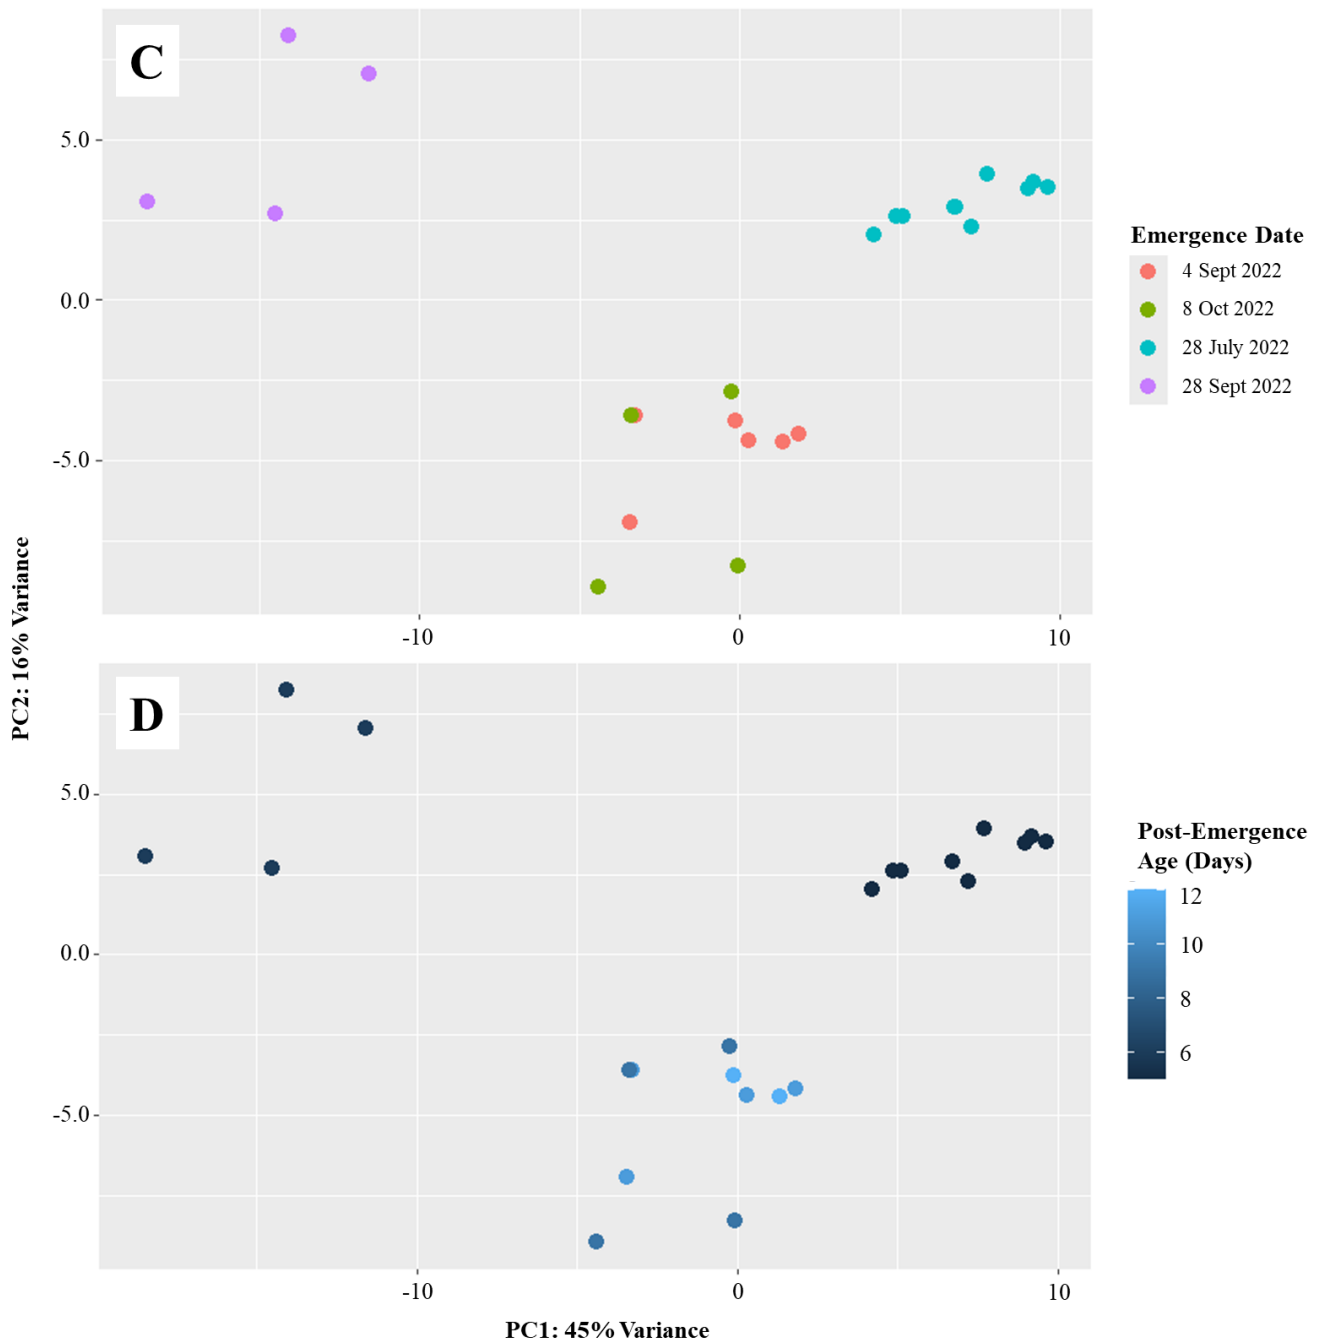 C
5.0
0.0
-5.0
-10
0
10
Emergence Date
4 Sept 2022
8 Oct 2022
28 July 2022
28 Sept 2022
PC2: 16% Variance
D
5.0
0.0
-5.0
-10
0
10
Post-Emergence
Age (Days)
12
10
8
6
PC1: 45% Variance